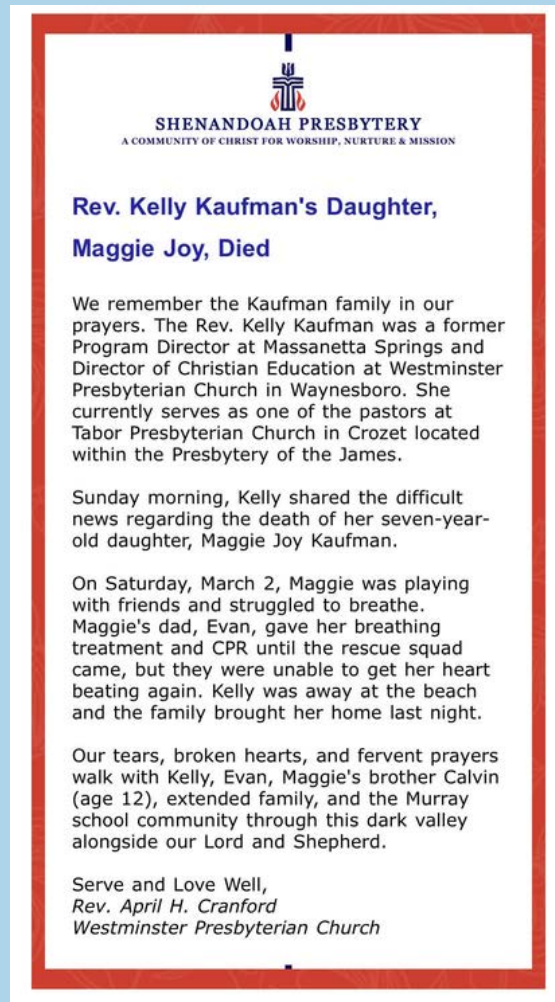 SHENANDOAH PRESBYTERY
A COMMUNITY OF CHRIST FOR WORSHIP, NURTURE & MISSION
Rev. Kelly Kaufman's Daughter,
Maggie Joy, Died
We remember the Kaufman family in our
prayers. The Rev. Kelly Kaufman was a former
Program Director at Massanetta Springs and
Director of Christian Education at Westminster
Presbyterian Church in Waynesboro. She
currently serves as one of the pastors at
Tabor Presbyterian Church in Crozet located
within the Presbytery of the James.
Sunday morning, Kelly shared the difficult
news regarding the death of her seven-year-
old daughter, Maggie Joy Kaufman.
On Saturday, March 2, Maggie was playing
with friends and struggled to breathe.
Maggie's dad, Evan, gave her breathing
treatment and CPR until the rescue squad
came, but they were unable to get her heart
beating again. Kelly was away at the beach
and the family brought her home last night.
Our tears, broken hearts, and fervent prayers
walk with Kelly, Evan, Maggie's brother Calvin
(age 12), extended family, and the Murray
school community through this dark valley
alongside our Lord and Shepherd.
Serve and Love Well,
Rev. April H. Cranford
Westminster Presbyterian Church